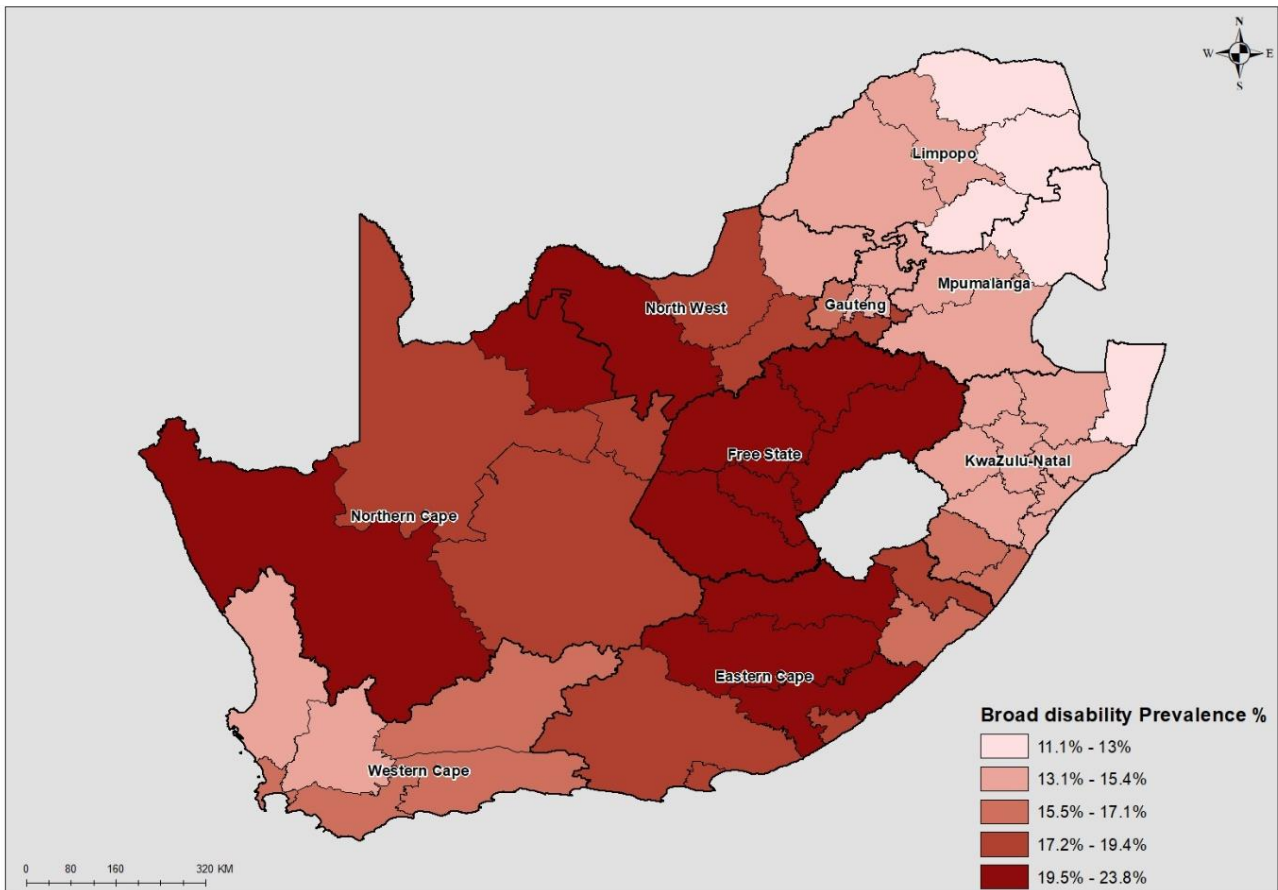 N
W E
S
Limpopo
Mpumalanga
North West
Gauteng
Free State
KwaZulu-Natal
Northern Cape
Eastern Cape
Western Cape
Broad disability Prevalence %
11.1% - 13%
13.1% - 15.4%
15.5% - 17.1%
17.2% - 19.4%
19.5% - 23.8%
0 80 160 320 KM